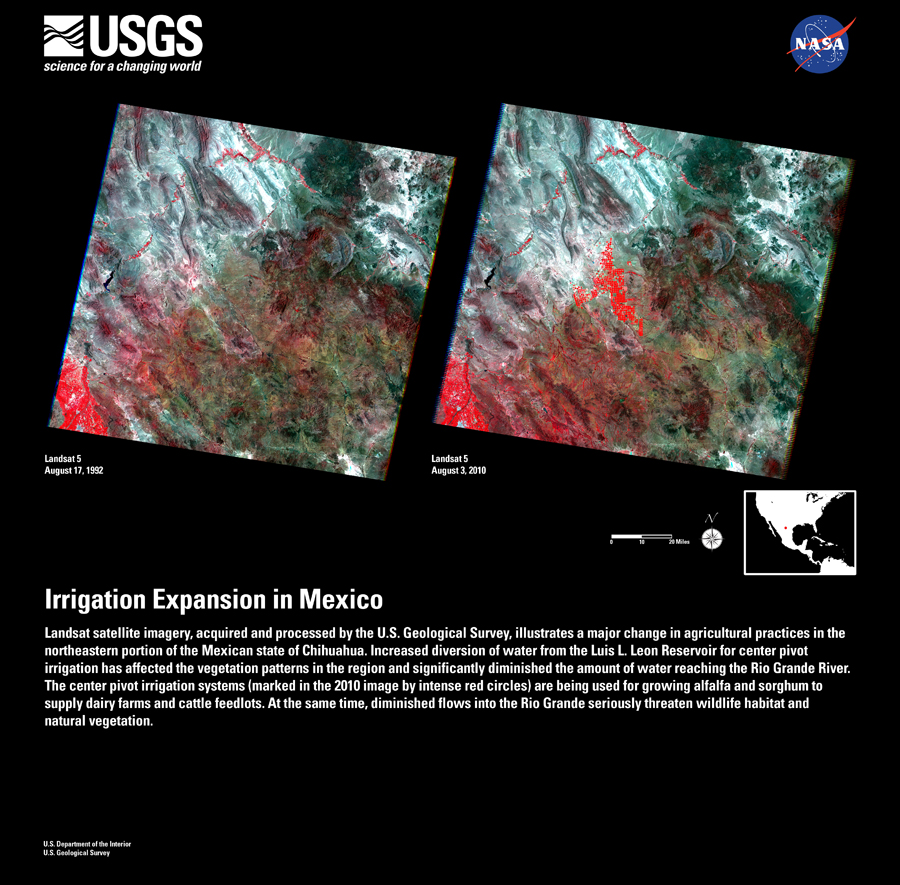 USGS
science for a changing world
NASA
Landsat 5
August 17, 1992
Landsat 5
August 3, 2010
N
0 10 20 Miles
Irrigation Expansion in Mexico
Landsat satellite imagery, acquired and processed by the U.S. Geological Survey, illustrates a major change in agricultural practices in the
northeastern portion of the Mexican state of Chihuahua. Increased diversion of water from the Luis L. Leon Reservoir for center pivot
irrigation has affected the vegetation patterns in the region and significantly diminished the amount of water reaching the Rio Grande River.
The center pivot irrigation systems (marked in the 2010 image by intense red circles) are being used for growing alfalfa and sorghum to
supply dairy farms and cattle feedlots. At the same time, diminished flows into the Rio Grande seriously threaten wildlife habitat and
natural vegetation.
U.S. Department of the Interior
U.S. Geological Survey